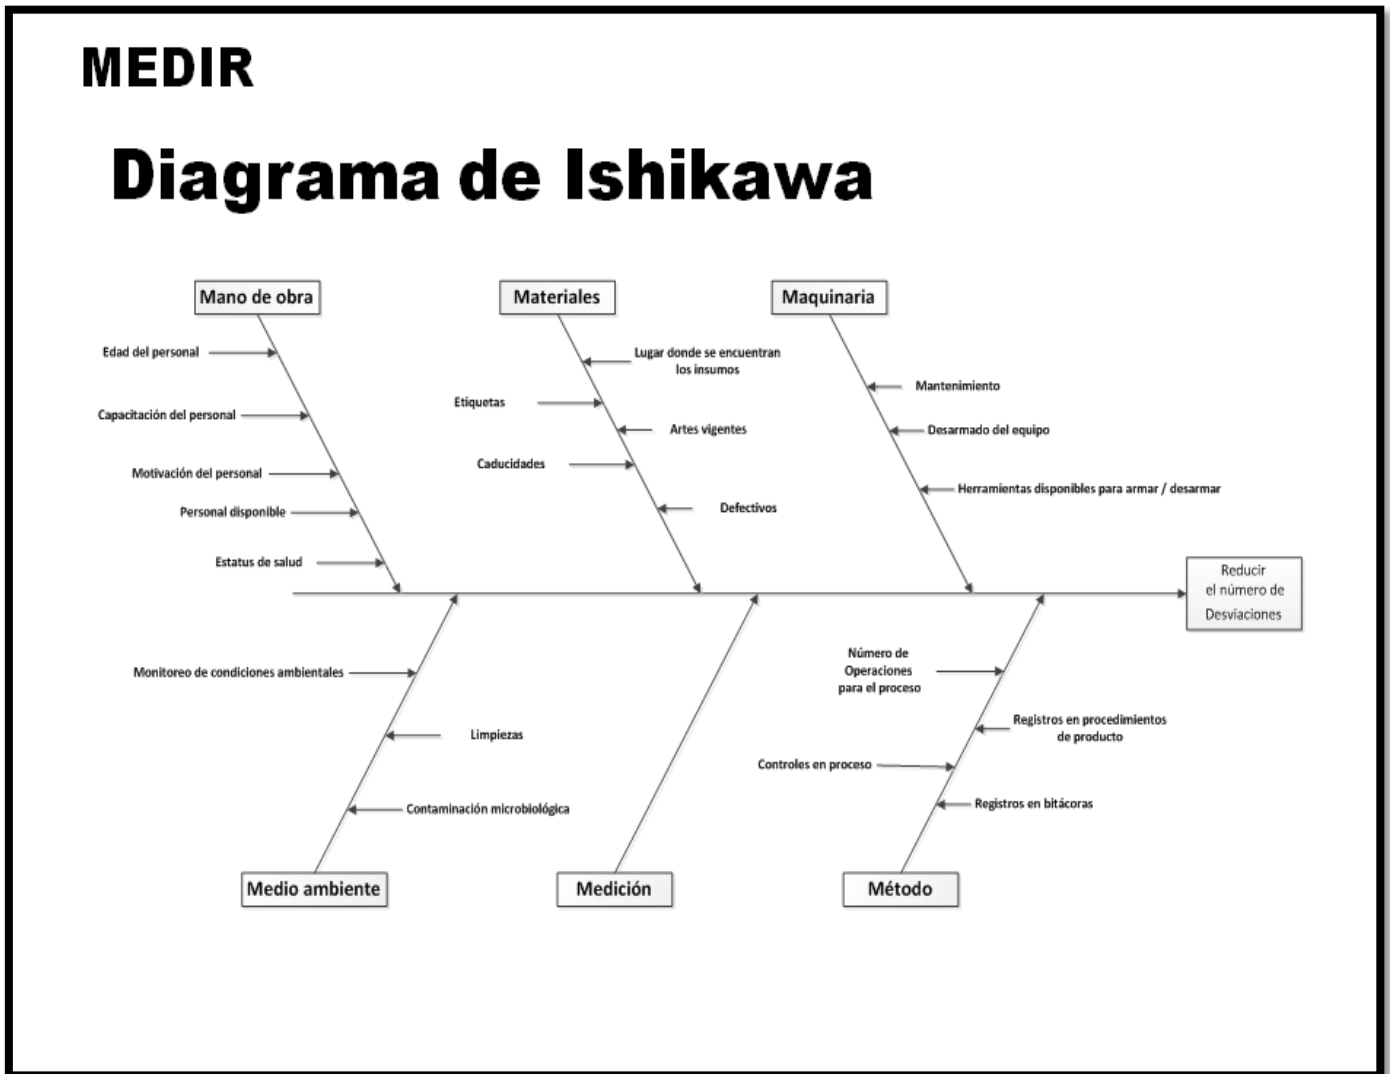 MEDIR
Diagrama de Ishikawa
Mano de obra
Materiales
Maquinaria
Edad del personal
Capacitación del personal
Motivación del personal
Personal disponible
Estatus de salud
Lugar donde se encuentran
los insumos
Etiquetas
Artes vigentes
Caducidades
Defectivos
Mantenimiento
Desarmado del equipo
Herramientas disponibles para armar / desarmar
Reducir
el número de
Desviaciones
Monitoreo de condiciones ambientales
Limpiezas
Contaminación microbiológica
Número de
Operaciones
para el proceso
Registros en procedimientos
de producto
Controles en proceso
Registros en bitácoras
Medio ambiente
Medición
Método